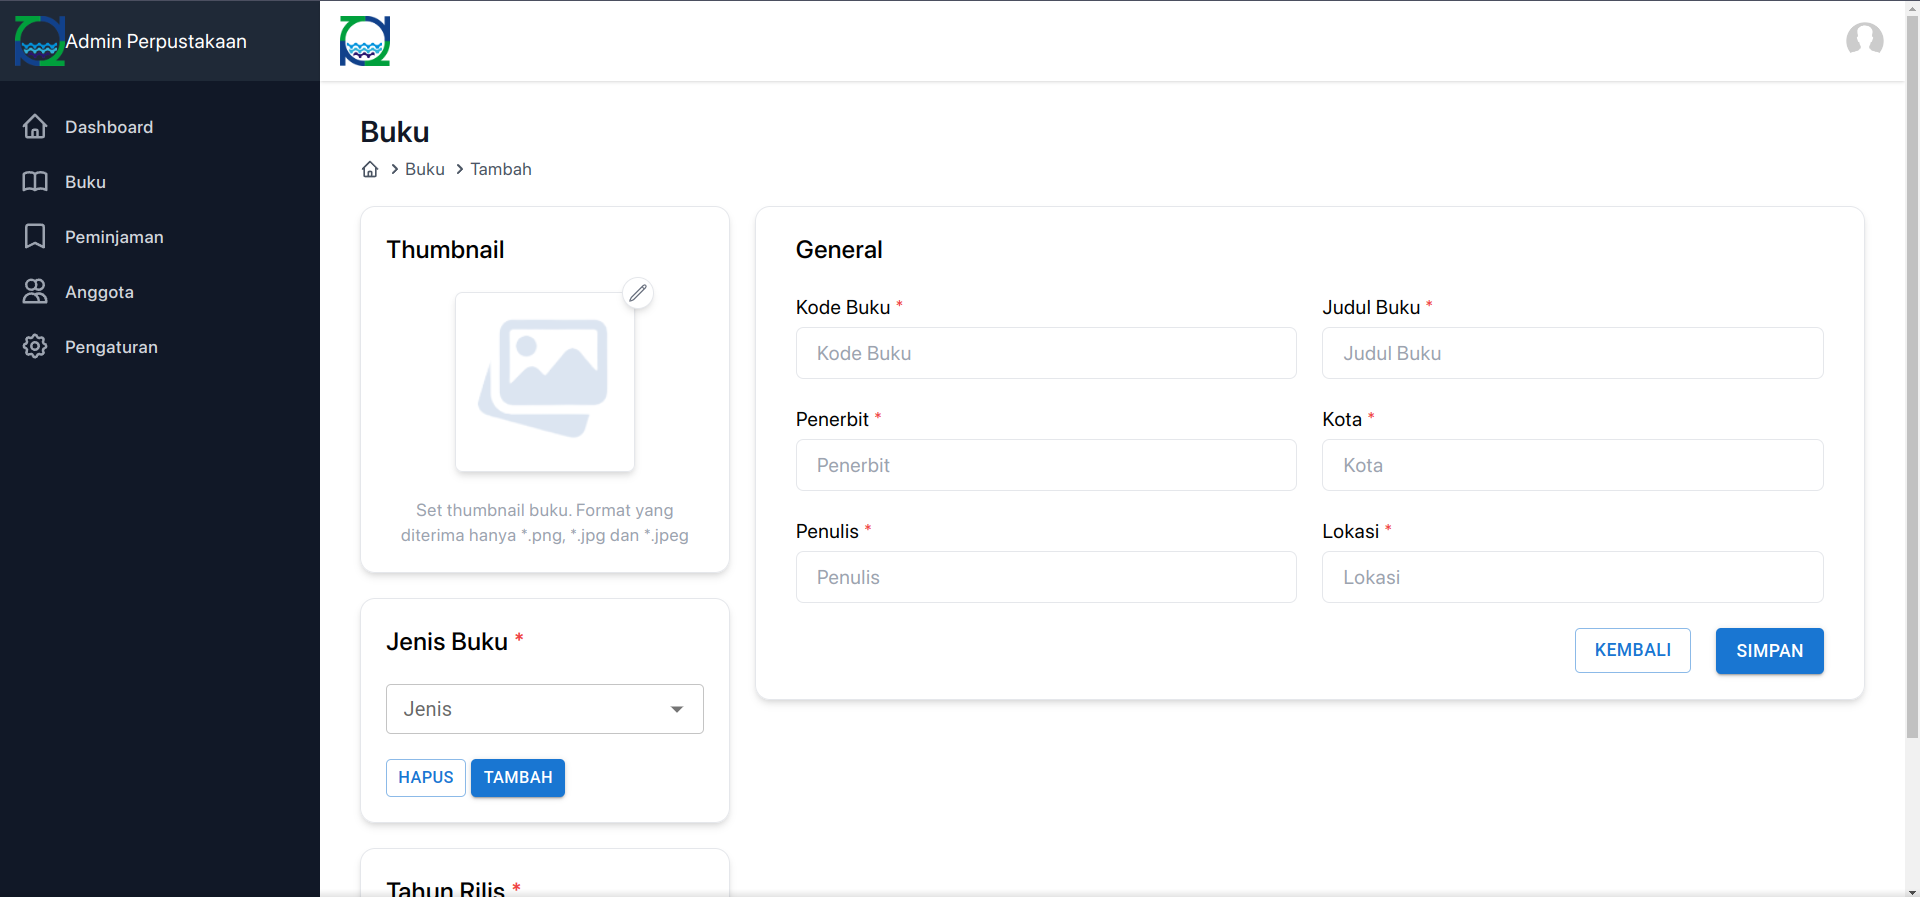 Admin Perpustakaan
Dashboard
Buku
Peminjaman
Anggota
Pengaturan
Buku
Buku
Tambah
Thumbnail
Set thumbnail buku. Format yang
diterima hanya *.png, *.jpg dan *.jpeg
Jenis Buku *
Jenis
HAPUS
TAMBAH
Tahun Rilis *
General
Kode Buku *
Kode Buku
Judul Buku *
Judul Buku
Penerbit *
Penerbit
Kota *
Kota
Penulis *
Penulis
Lokasi *
Lokasi
KEMBALI
SIMPAN